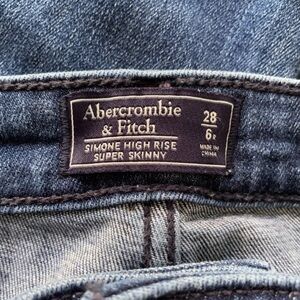 Abercrombie
& Fitch
SIMONE HIGH RISE
SUPER SKINNY
28
6R
MADE IN
CHINA